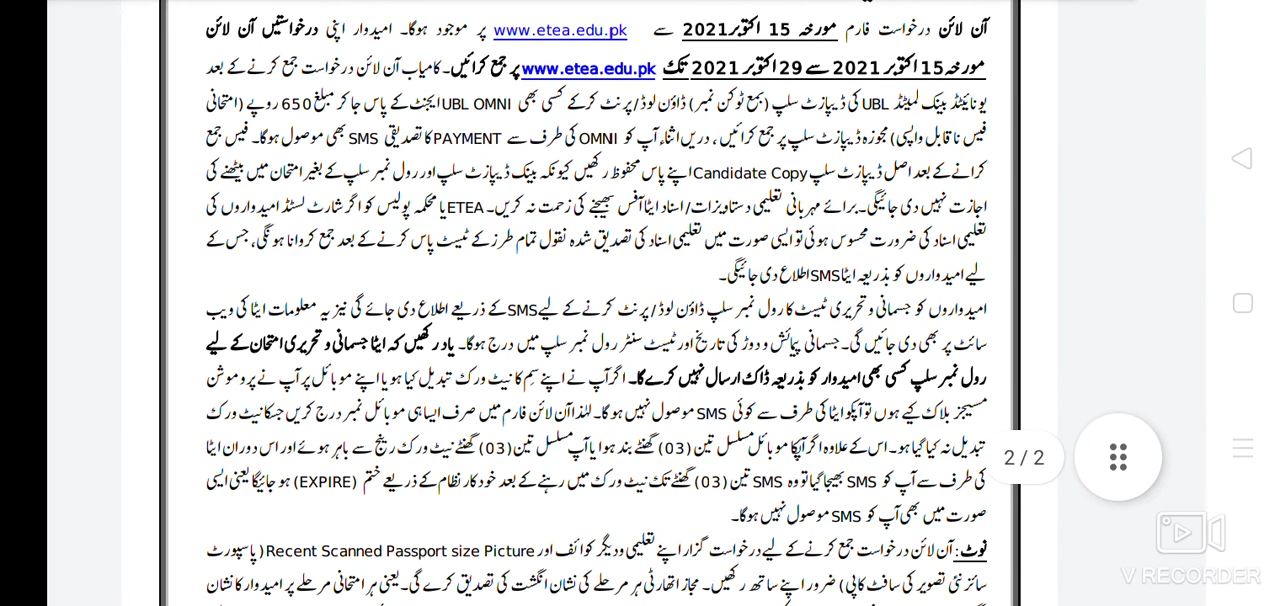 آن لائن درخواست فارم مورخہ 15 اکتوبر 2021 سے www.etea.edu.pk پر موجود ہوگا۔ امیدوار اپنی درخواستیں آن لائن
مورخہ 15 اکتوبر 2021 سے 29 اکتوبر 2021 تک www.etea.edu.pk پر جمع کرائیں۔ کامیاب آن لائن درخواست جمع کرنے کے بعد
یونائیٹڈ بینک لمیٹڈ UBL کی ڈیپازٹ سلپ (بمع ٹوکن نمبر) ڈاؤن لوڈ/پرنٹ کرکے کسی بھی UBL OMNI ایجنٹ کے پاس جا کر مبلغ 650 روپے (امتحانی
فیس نا قابل واپسی) مجوزہ ڈیپازٹ سلپ پر جمع کرائیں، دریں اثناء آپ کو OMNI کی طرف سے PAYMENT کا تصدیقی SMS بھی موصول ہوگا۔ فیس جمع
کرانے کے بعد اصل ڈیپازٹ سلپ Candidate Copy اپنے پاس محفوظ رکھیں کیونکہ بینک ڈیپازٹ سلپ اور رول نمبر سلپ کے بغیر امتحان میں بیٹھنے کی
اجازت نہیں دی جائیگی۔ برائے مہربانی تعلیمی دستاویزات/اسناد ایٹا آفس بھیجنے کی زحمت نہ کریں۔ ETEA یا محکمہ پولیس کو اگر شارٹ لسٹڈ امیدواروں کی
تعلیمی اسناد کی ضرورت محسوس ہوئی تو ایسی صورت میں تعلیمی اسناد کی تصدیق شدہ نقول تمام طرز کے ٹیسٹ پاس کرنے کے بعد جمع کروانا ہونگی، جس کے
لیے امیدواروں کو بذریعہ ایٹا SMS اطلاع دی جائیگی۔
امیدواروں کو جسمانی و تحریری ٹیسٹ کا رول نمبر سلپ ڈاؤن لوڈ/پرنٹ کرنے کے لیے SMS کے ذریعے اطلاع دی جائے گی نیز یہ معلومات ایٹا کی ویب
سائٹ پر بھی دی جائیں گی۔ جسمانی پیمائش و دوڑ کی تاریخ اور ٹیسٹ سنٹر رول نمبر سلپ میں درج ہوگا۔ یاد رکھیں کہ ایٹا جسمانی و تحریری امتحان کے لیے
رول نمبر سلپ کسی بھی امیدوار کو بذریعہ ڈاک ارسال نہیں کرے گا۔ اگر آپ نے اپنے سِم کا نیٹ ورک تبدیل کیا ہو یا اپنے موبائل پر آپ نے پروموشن
مسیجز بلاک کیے ہوں تو آپکو ایٹا کی طرف سے کوئی SMS موصول نہیں ہوگا۔ لہٰذا آن لائن فارم میں صرف ایسا ہی موبائل نمبر درج کریں جسکا نیٹ ورک
تبدیل نہ کیا گیا ہو۔ اس کے علاوہ اگر آپکا موبائل مسلسل تین (03) گھنٹے بند ہوا یا آپ مسلسل تین (03) گھنٹے نیٹ ورک رینج سے باہر ہوئے اور اس دوران ایٹا
کی طرف سے آپ کو SMS بھیجا گیا تو وہ SMS تین (03) گھنٹے تک نیٹ ورک میں رہنے کے بعد خودکار نظام کے ذریعے ختم (EXPIRE) ہو جائیگا یعنی ایسی
صورت میں بھی آپ کو SMS موصول نہیں ہوگا۔
نوٹ: آن لائن درخواست جمع کرنے کے لیے درخواست گزار اپنے تعلیمی و دیگر کوائف اور Recent Scanned Passport size Picture (پاسپورٹ
سائز نئی تصویر کی سافٹ کاپی) ضرور اپنے ساتھ رکھیں۔ مجاز اتھارٹی ہر مرحلے کی نشان انگشت کی تصدیق کرے گی۔ یعنی ہر امتحانی مرحلے پر امیدوار کا نشان
2 / 2
V RECORDER